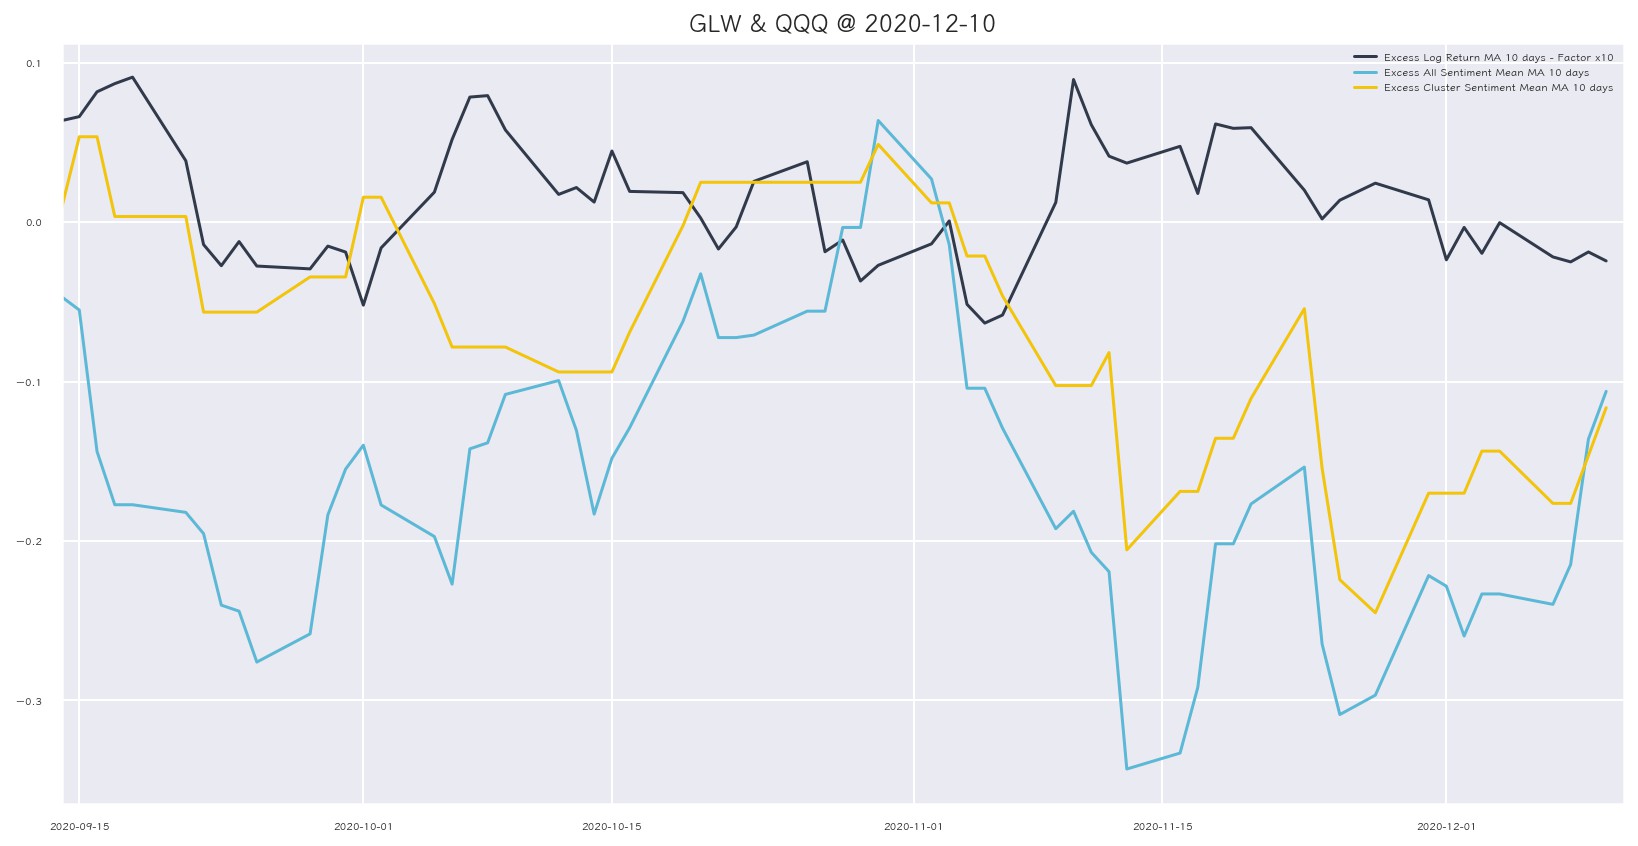 GLW & QQQ @ 2020-12-10
Excess Log Return MA 10 days - Factor x10
Excess All Sentiment Mean MA 10 days
Excess Cluster Sentiment Mean MA 10 days
0.1
0.0
−0.1
−0.2
−0.3
2020-09-15 2020-10-01 2020-10-15 2020-11-01 2020-11-15 2020-12-01